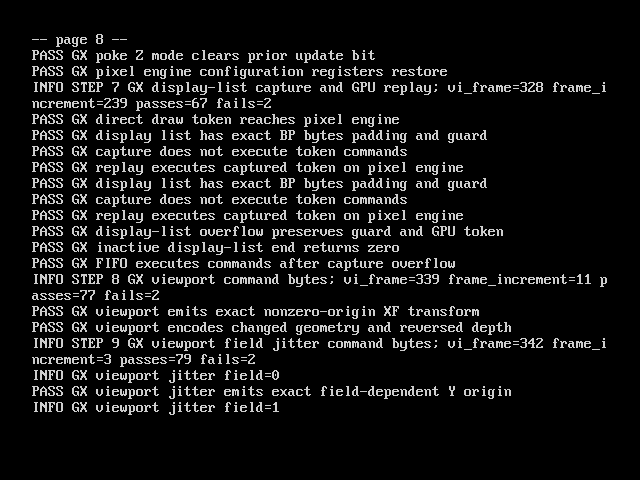 -- page 8 --
PASS GX poke Z mode clears prior update bit
PASS GX pixel engine configuration registers restore
INFO STEP 7 GX display-list capture and GPU replay; vi_frame=328 frame_i
ncrement=239 passes=67 fails=2
PASS GX direct draw token reaches pixel engine
PASS GX display list has exact BP bytes padding and guard
PASS GX capture does not execute token commands
PASS GX replay executes captured token on pixel engine
PASS GX display list has exact BP bytes padding and guard
PASS GX capture does not execute token commands
PASS GX replay executes captured token on pixel engine
PASS GX display-list overflow preserves guard and GPU token
PASS GX inactive display-list end returns zero
PASS GX FIFO executes commands after capture overflow
INFO STEP 8 GX viewport command bytes; vi_frame=339 frame_increment=11 p
asses=77 fails=2
PASS GX viewport emits exact nonzero-origin XF transform
PASS GX viewport encodes changed geometry and reversed depth
INFO STEP 9 GX viewport field jitter command bytes; vi_frame=342 frame_i
ncrement=3 passes=79 fails=2
INFO GX viewport jitter field=0
PASS GX viewport jitter emits exact field-dependent Y origin
INFO GX viewport jitter field=1